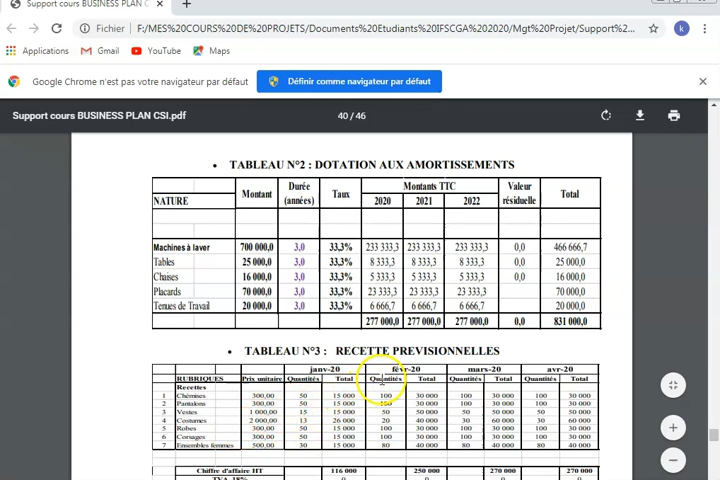 Support cours BUSINESS PLAN CSI.p
Fichier F:/MES%20COURS%20DE%20PROJETS/Documents%20Etudiants%20IFSCGA%202020/Mgt%20Projet/Support%20...
Applications Gmail YouTube Maps
Google Chrome n'est pas votre navigateur par défaut Définir comme navigateur par défaut
Support cours BUSINESS PLAN CSI.pdf 40 / 46
• TABLEAU N°2 : DOTATION AUX AMORTISSEMENTS
NATURE Montant Durée (années) Taux Montants TTC Valeur résiduelle Total
2020 2021 2022
Machines à laver 700 000,0 3,0 33,3% 233 333,3 233 333,3 233 333,3 0,0 466 666,7
Tables 25 000,0 3,0 33,3% 8 333,3 8 333,3 8 333,3 0,0 25 000,0
Chaises 16 000,0 3,0 33,3% 5 333,3 5 333,3 5 333,3 0,0 16 000,0
Placards 70 000,0 3,0 33,3% 23 333,3 23 333,3 23 333,3 70 000,0
Tenues de Travail 20 000,0 3,0 33,3% 6 666,7 6 666,7 6 666,7 20 000,0
277 000,0 277 000,0 277 000,0 0,0 831 000,0
• TABLEAU N°3 : RECETTE PREVISIONNELLES
janv-20 févr-20 mars-20 avr-20
RUBRIQUES Prix unitaire Quantités Total Quantités Total Quantités Total Quantités Total
Recettes
1 Chémises 300,00 50 15 000 100 30 000 100 30 000 100 30 000
2 Pantalons 300,00 50 15 000 100 30 000 100 30 000 100 30 000
3 Vestes 1 000,00 15 15 000 50 50 000 50 50 000 50 50 000
4 Costumes 2 000,00 13 26 000 20 40 000 30 60 000 30 60 000
5 Robes 300,00 50 15 000 100 30 000 100 30 000 100 30 000
6 Corsages 300,00 50 15 000 100 30 000 100 30 000 100 30 000
7 Ensembles femmes 500,00 30 15 000 80 40 000 80 40 000 80 40 000
Chiffre d'affaire HT 116 000 250 000 270 000 270 000
TVA 18% 0 0 0 0